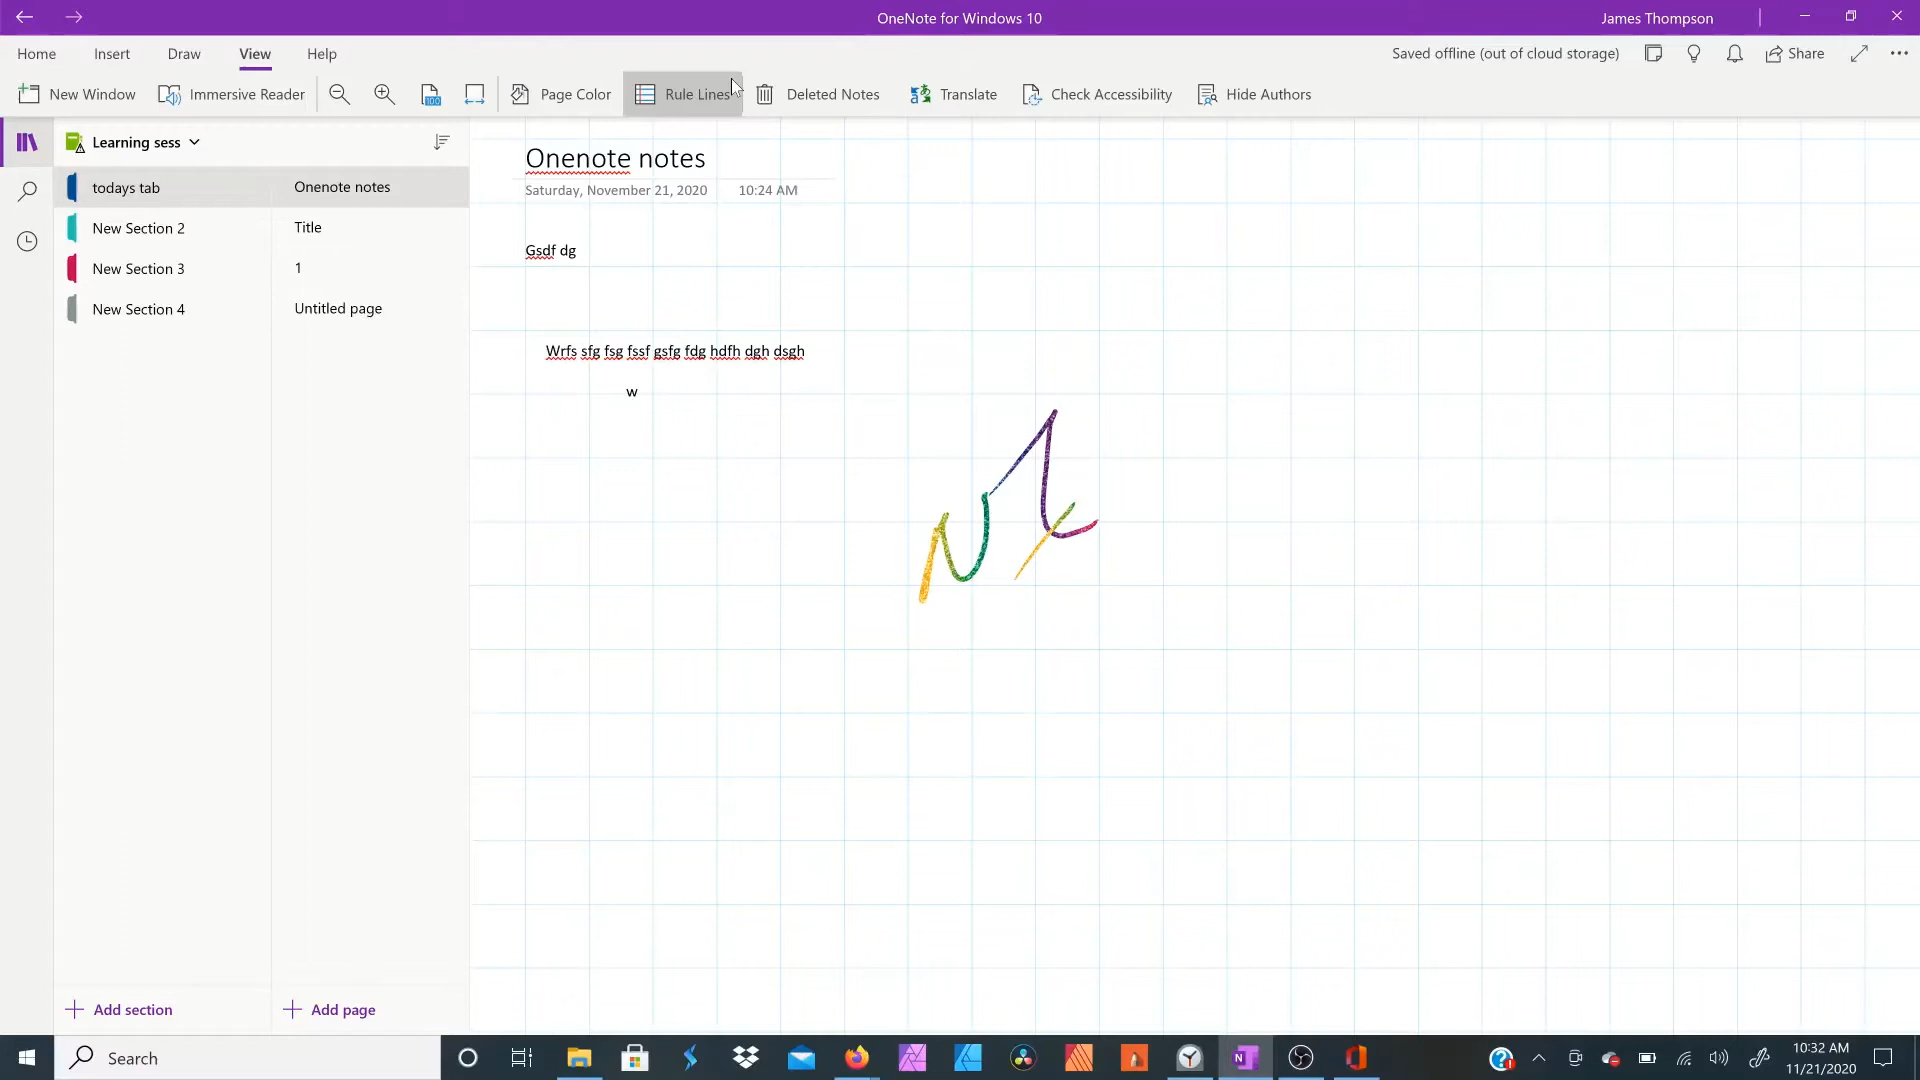 OneNote for Windows 10
James Thompson
Home Insert Draw View Help
Saved offline (out of cloud storage)
Share
New Window Immersive Reader
100
Page Color Rule Lines Deleted Notes Translate Check Accessibility Hide Authors
Learning sess
todays tab
New Section 2
New Section 3
New Section 4
Onenote notes
Title
1
Untitled page
Onenote notes
Saturday, November 21, 2020 10:24 AM
Gsdf dg
Wrfs sfg fsg fssf gsfg fdg hdfh dgh dsgh
w
Add section
Add page
Search
10:32 AM
11/21/2020